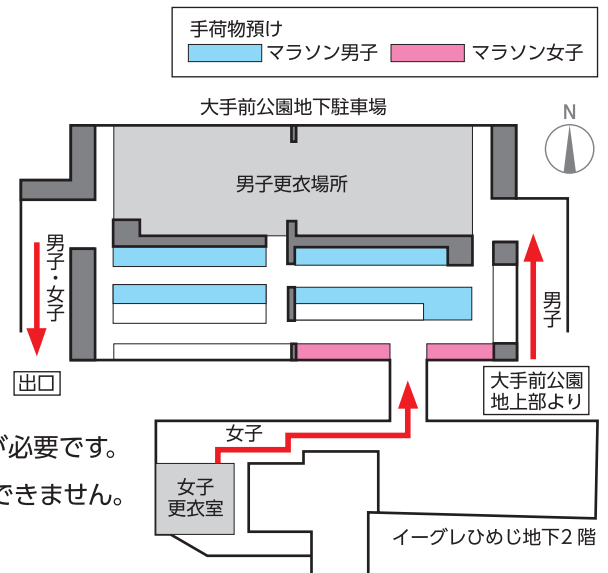 手荷物預け
マラソン男子
マラソン女子
大手前公園地下駐車場
N
男子更衣場所
男子・女子
男子
出口
大手前公園
地上部より
が必要です。
女子
できません。
女子
更衣室
イーグレひめじ地下2階